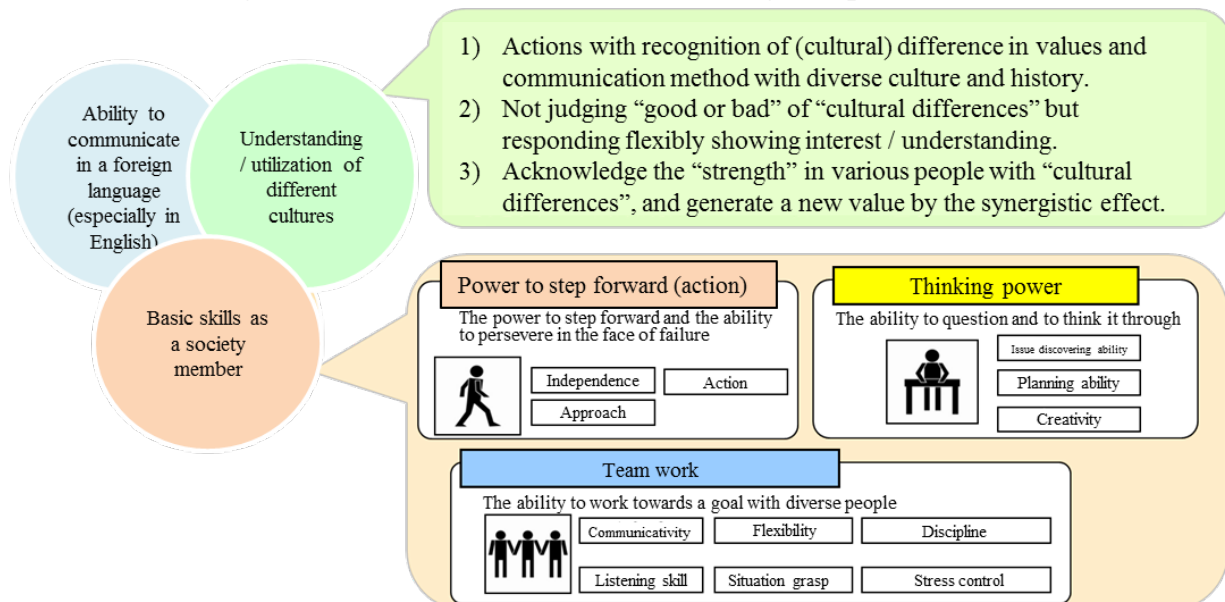 Ability to
communicate
in a foreign
language
(especially in
English)
Understanding
/ utilization of
different
cultures
Basic skills as
a society
member
1) Actions with recognition of (cultural) difference in values and
communication method with diverse culture and history.
2) Not judging “good or bad” of “cultural differences” but
responding flexibly showing interest / understanding.
3) Acknowledge the “strength” in various people with “cultural
differences”, and generate a new value by the synergistic effect.
Power to step forward (action)
The power to step forward and the ability
to persevere in the face of failure
Independence
Action
Approach
Thinking power
The ability to question and to think it through
Issue discovering ability
Planning ability
Creativity
Team work
The ability to work towards a goal with diverse people
Communicativity
Flexibility
Discipline
Listening skill
Situation grasp
Stress control